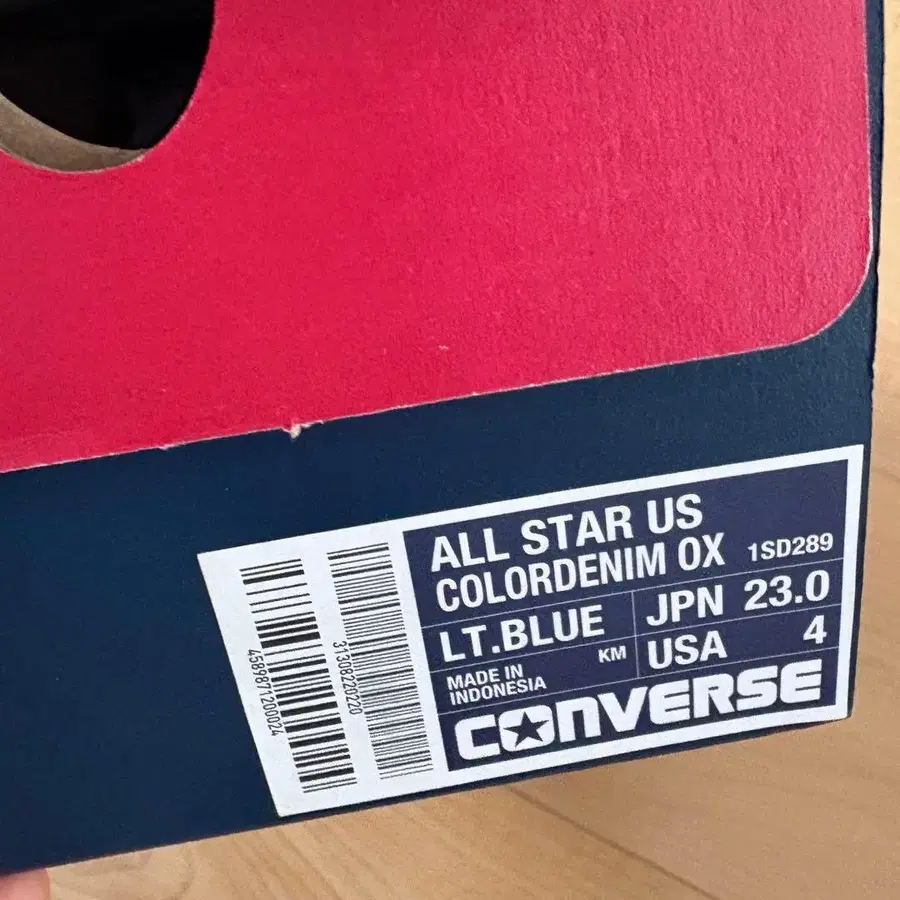 ALL STAR US
COLORDENIM OX 1SD289
LT.BLUE JPN 23.0
KM USA 4
MADE IN
INDONESIA
CONVERSE
4589871200024
31308220220